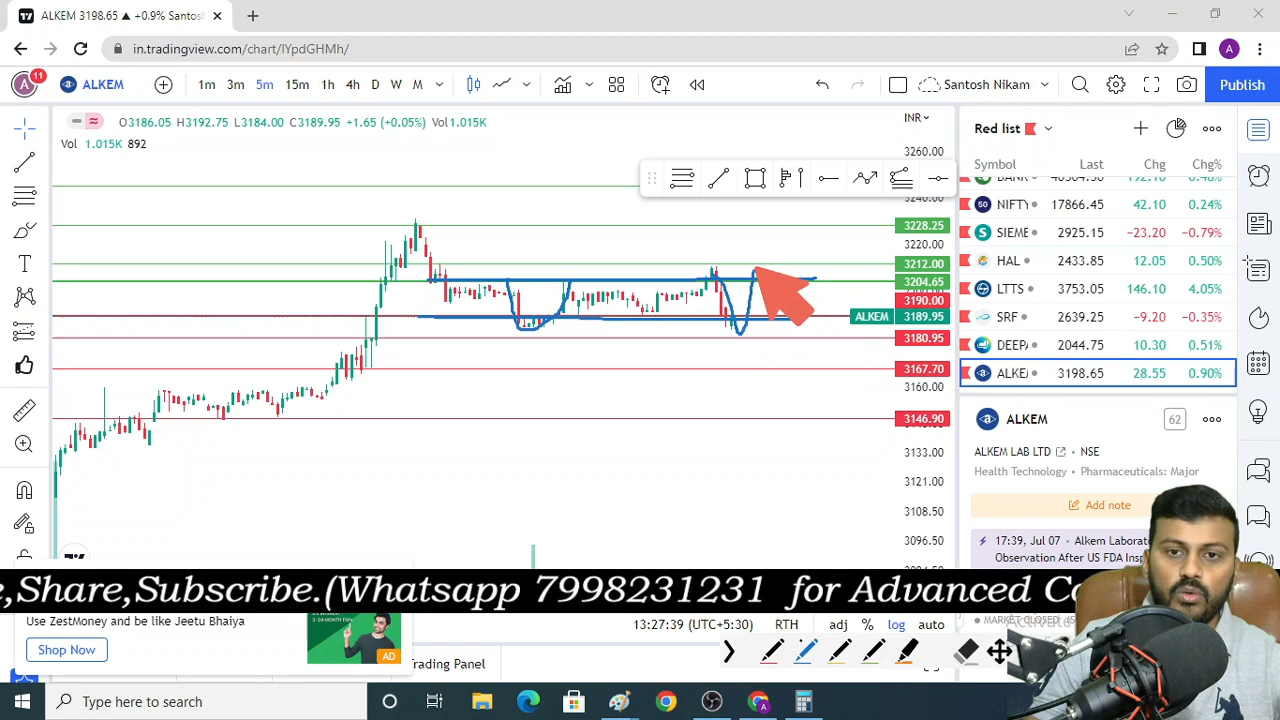 ALKEM 3198.65 ▲ +0.9% Santosh
in.tradingview.com/chart/IYpdGHMh/
A
A 11 ALKEM 1m 3m 5m 15m 1h 4h D W M Santosh Nikam Publish
O3186.05 H3192.75 L3184.00 C3189.95 +1.65 (+0.05%) Vol1.015K
Vol 1.015K 892
INR
3260.00
3240.00
3228.25
3220.00
3212.00
3204.65
3190.00
ALKEM 3189.95
3180.95
3167.70
3160.00
3146.90
3133.00
3121.00
3108.50
3096.50
Red list
Symbol Last Chg Chg%
NIFTY 17866.45 42.10 0.24%
SIEME 2925.15 −23.20 −0.79%
HAL 2433.85 12.05 0.50%
LTTS 3753.05 146.10 4.05%
SRF 2639.25 −9.20 −0.35%
DEEPA 2044.75 10.30 0.51%
ALKE 3198.65 28.55 0.90%
ALKEM 62
ALKEM LAB LTD • NSE
Health Technology • Pharmaceuticals: Major
Add note
17:39, Jul 07 • Alkem Laborat
Observation After US FDA Insp
e,Share,Subscribe.(Whatsapp 7998231231 for Advanced Co
Use ZestMoney and be like Jeetu Bhaiya
Shop Now
AD
13:27:39 (UTC+5:30) RTH adj % log auto
MARKET CLOSED
Activate
Trading Panel
Type here to search